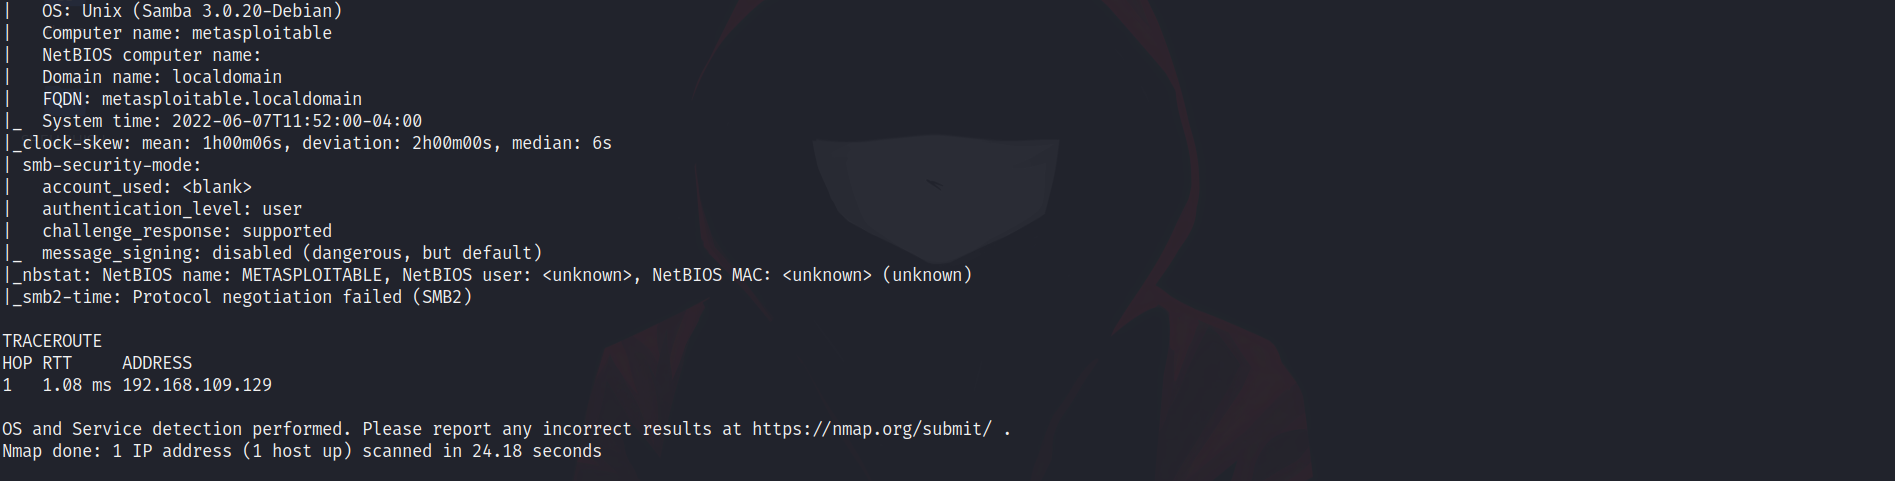 |   OS: Unix (Samba 3.0.20-Debian)
|   Computer name: metasploitable
|   NetBIOS computer name:
|   Domain name: localdomain
|   FQDN: metasploitable.localdomain
|_  System time: 2022-06-07T11:52:00-04:00
|_clock-skew: mean: 1h00m06s, deviation: 2h00m00s, median: 6s
| smb-security-mode:
|   account_used: <blank>
|   authentication_level: user
|   challenge_response: supported
|_  message_signing: disabled (dangerous, but default)
|_nbstat: NetBIOS name: METASPLOITABLE, NetBIOS user: <unknown>, NetBIOS MAC: <unknown> (unknown)
|_smb2-time: Protocol negotiation failed (SMB2)
TRACEROUTE
HOP RTT     ADDRESS
1   1.08 ms 192.168.109.129
OS and Service detection performed. Please report any incorrect results at https://nmap.org/submit/ .
Nmap done: 1 IP address (1 host up) scanned in 24.18 seconds